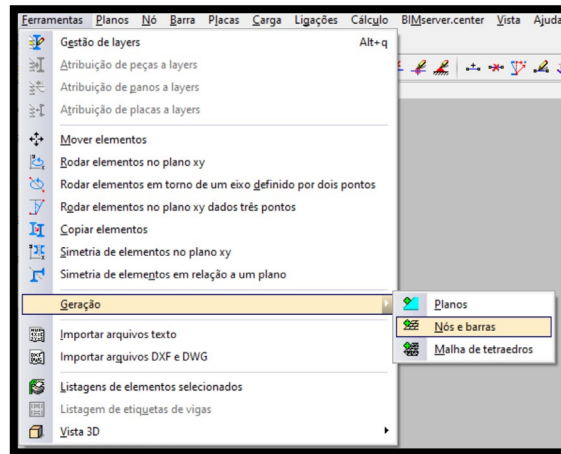 Ferramentas Planos Nó Barra Placas Carga Ligações Cálculo BIMserver.center Vista Ajuda
Gestão de layers Alt+q
Atribuição de peças a layers
Atribuição de panos a layers
Atribuição de placas a layers
Mover elementos
Rodar elementos no plano xy
Rodar elementos em torno de um eixo definido por dois pontos
Rodar elementos no plano xy dados três pontos
Copiar elementos
Simetria de elementos no plano xy
Simetria de elementos em relação a um plano
Geração
Planos
Nós e barras
Malha de tetraedros
Importar arquivos texto
Importar arquivos DXF e DWG
Listagens de elementos selecionados
Listagem de etiquetas de vigas
Vista 3D